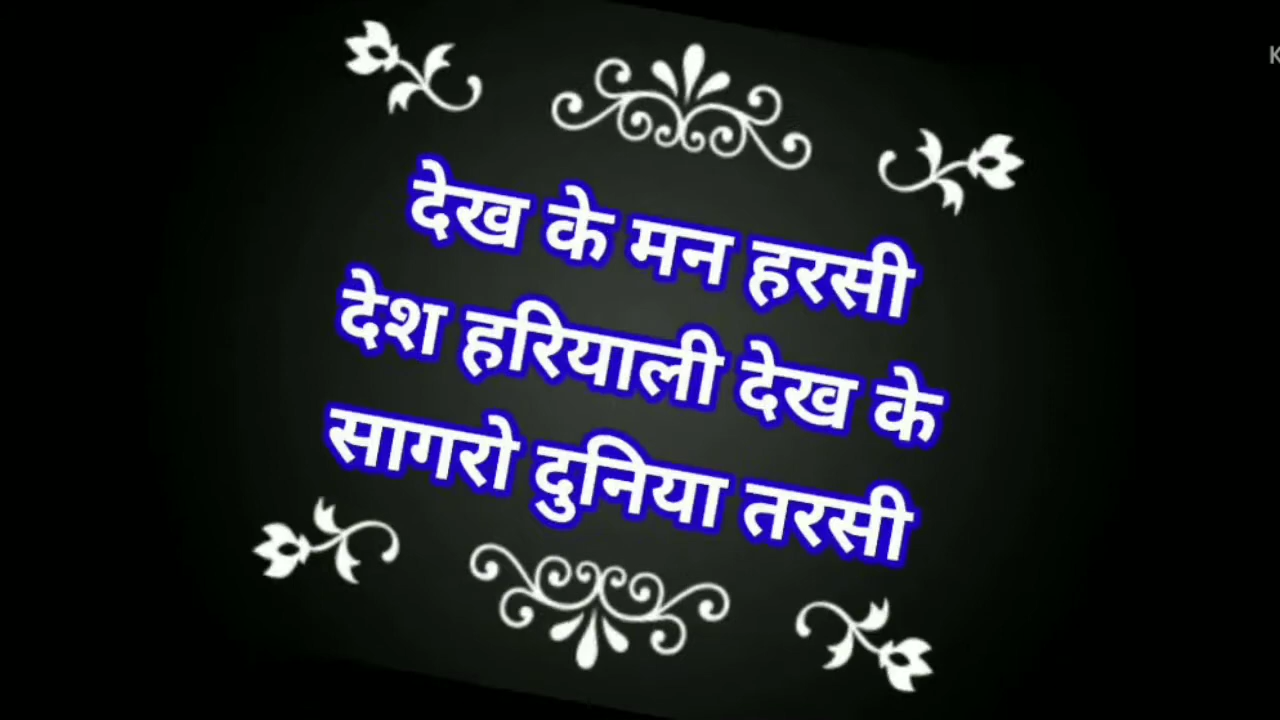 देख के मन हरसी
देश हरियाली देख के
सागरो दुनिया तरसी
K